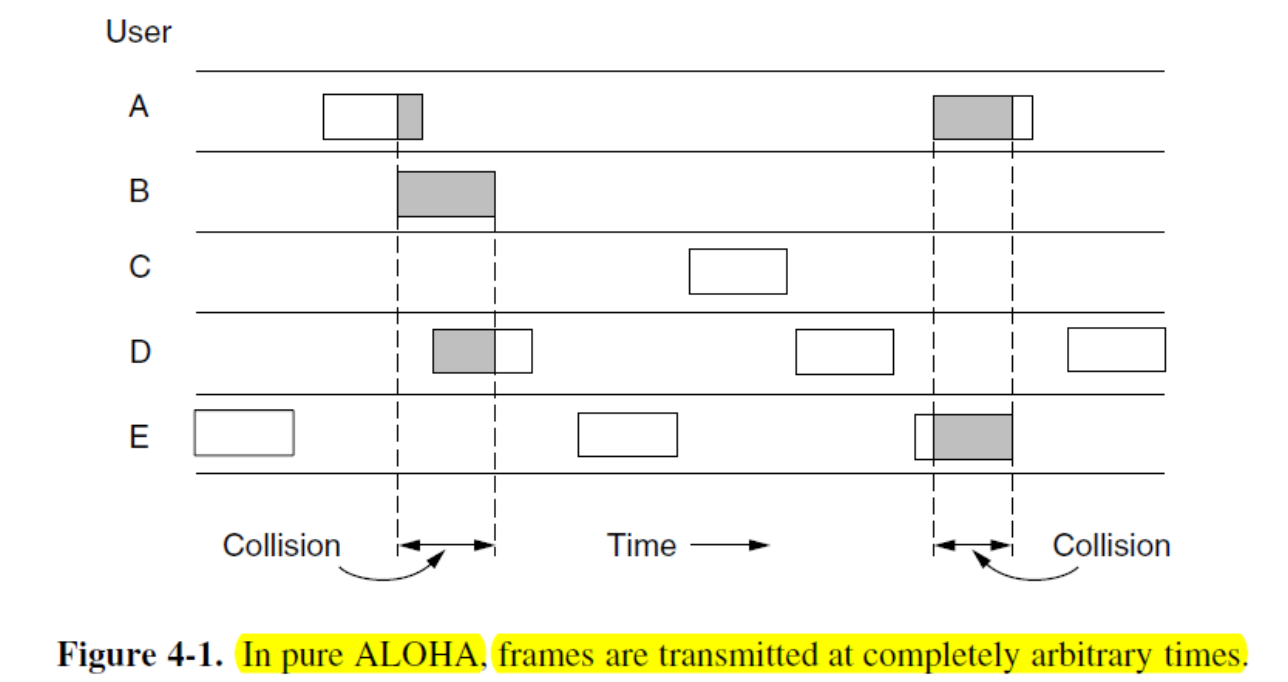 User
A
B
C
D
E
Collision
Time
Collision
Figure 4-1. In pure ALOHA, frames are transmitted at completely arbitrary times.